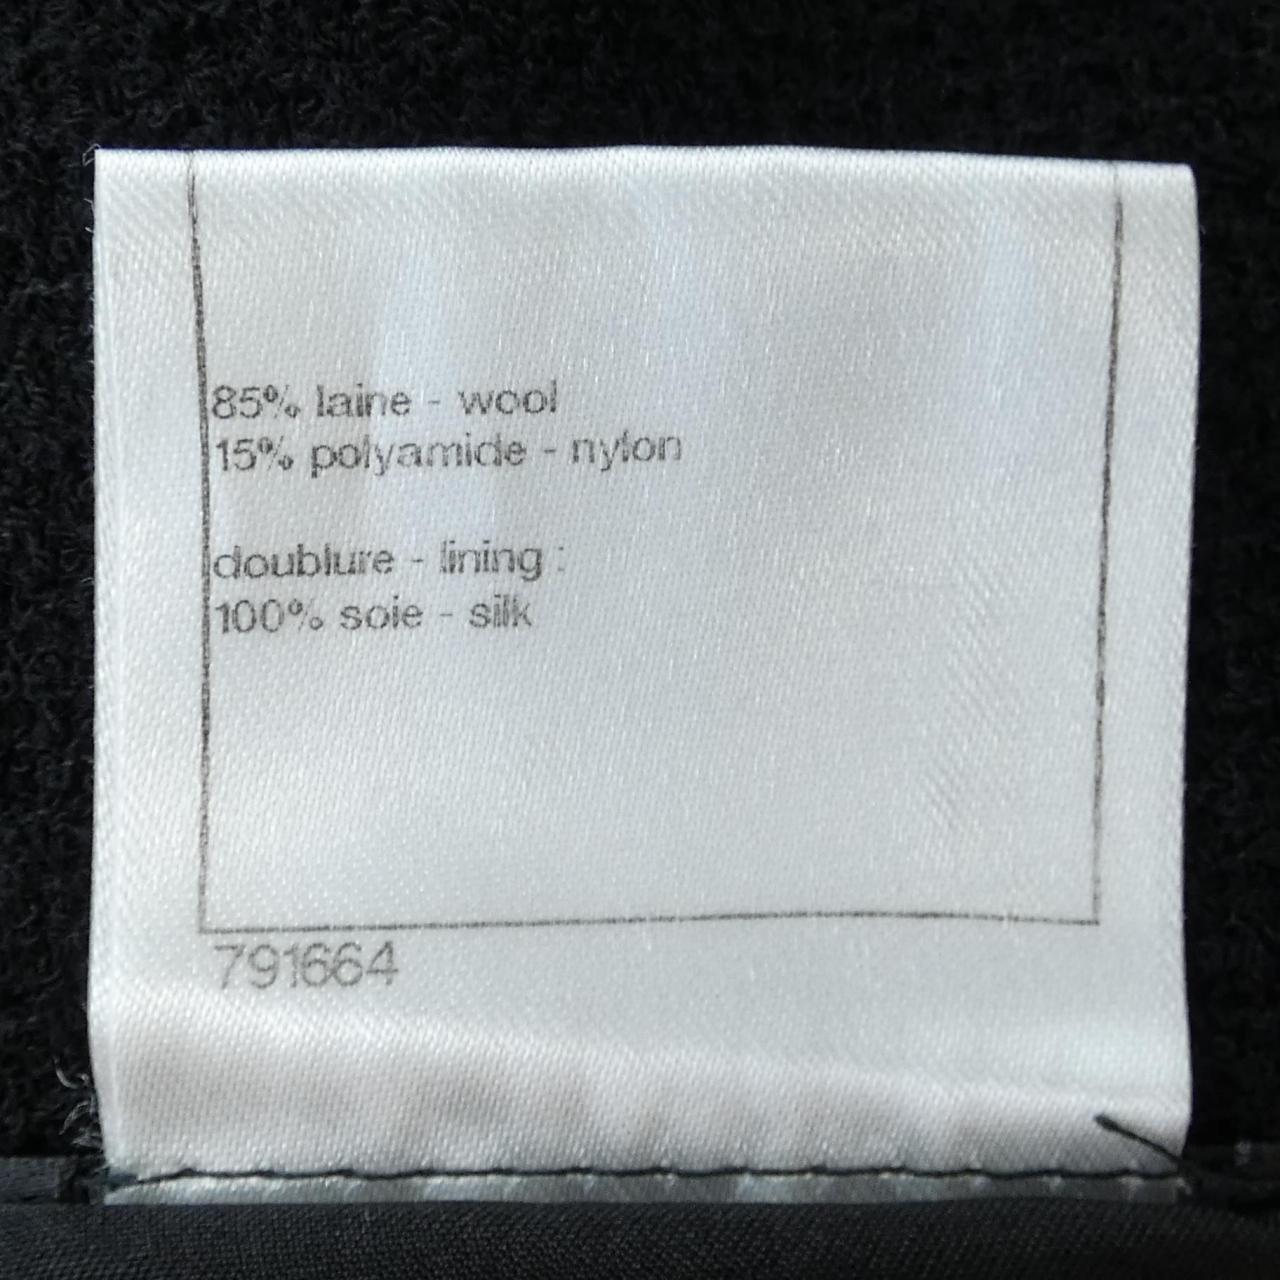 85% laine - wool
15% polyamide - nylon
doublure - lining :
100% soie - silk
791664